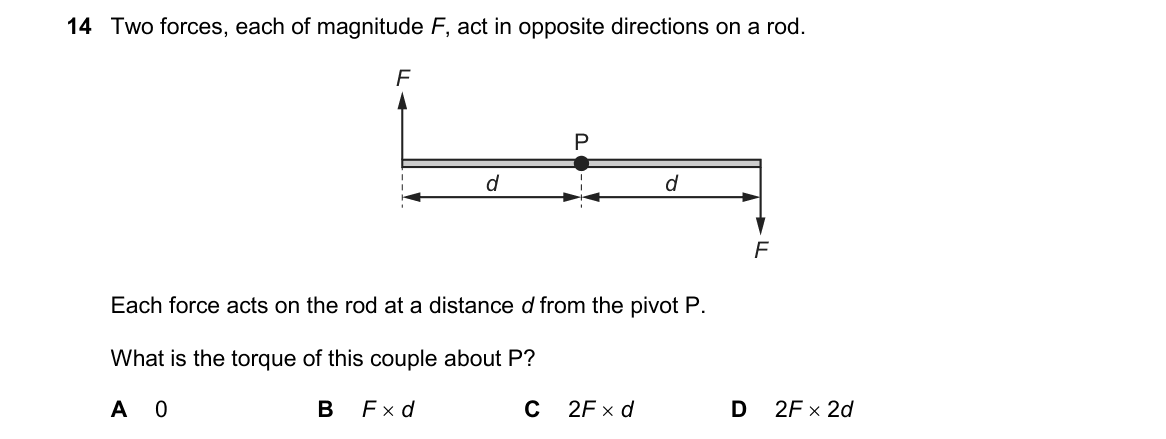 14 Two forces, each of magnitude F, act in opposite directions on a rod.
F
P
d d
F
Each force acts on the rod at a distance d from the pivot P.
What is the torque of this couple about P?
A 0 B F × d C 2F × d D 2F × 2d